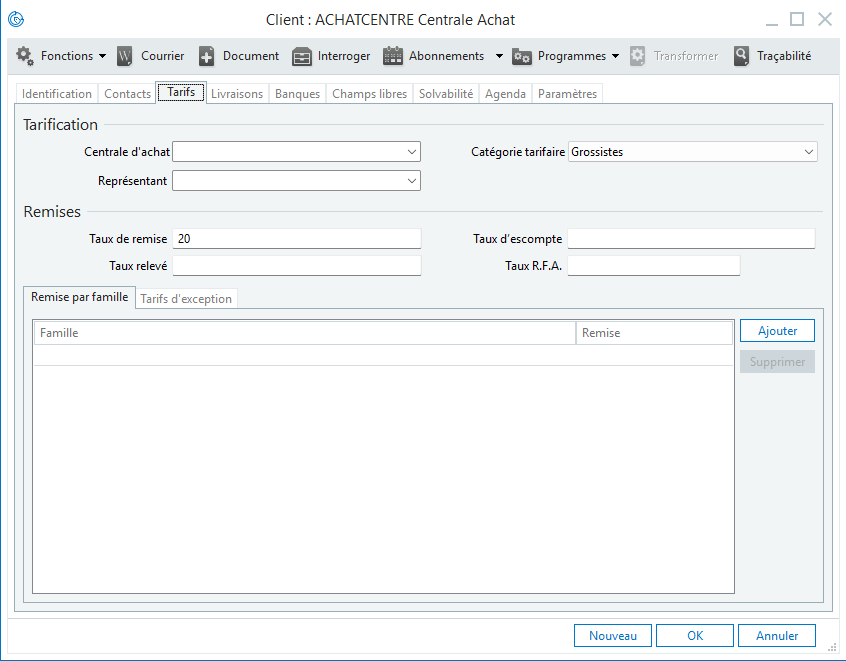 Client : ACHATCENTRE Centrale Achat
Fonctions Courrier Document Interroger Abonnements Programmes Transformer Traçabilité
Identification Contacts Tarifs Livraisons Banques Champs libres Solvabilité Agenda Paramètres
Tarification
Centrale d'achat Catégorie tarifaire Grossistes
Représentant
Remises
Taux de remise 20 Taux d'escompte
Taux relevé Taux R.F.A.
Remise par famille Tarifs d'exception
Famille Remise Ajouter
Supprimer
Nouveau OK Annuler